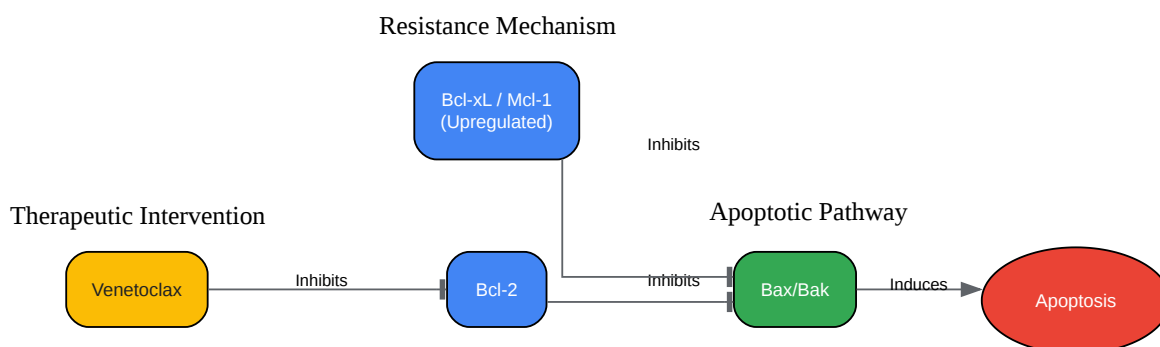 Resistance Mechanism
Bcl-xL / Mcl-1
(Upregulated)
Inhibits
Therapeutic Intervention
Apoptotic Pathway
Venetoclax
Inhibits
Bcl-2
Inhibits
Bax/Bak
Induces
Apoptosis